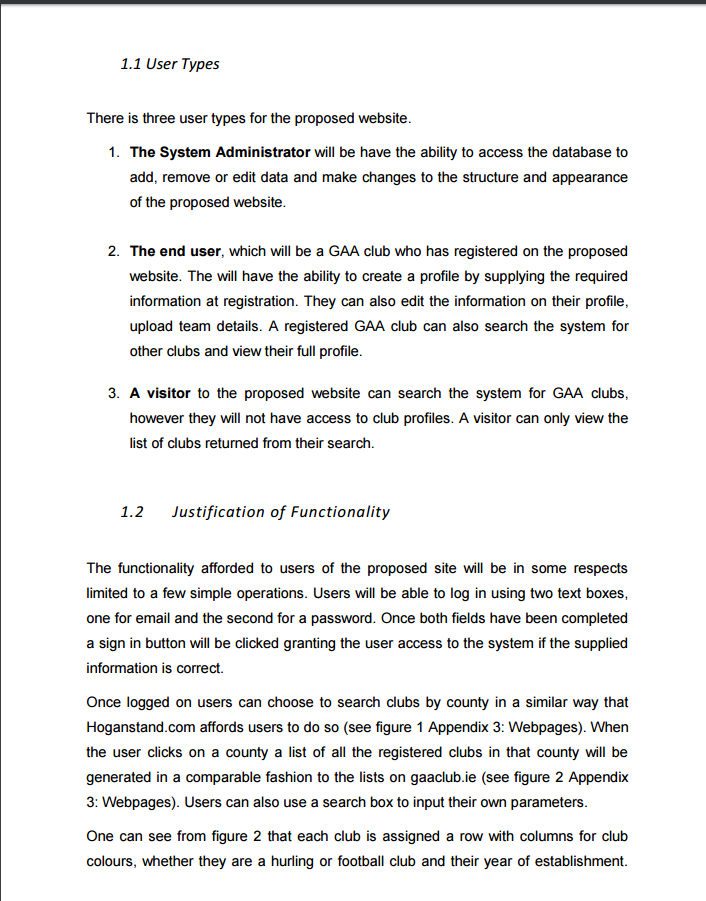 1.1 User Types
There is three user types for the proposed website.
1. The System Administrator will be have the ability to access the database to
add, remove or edit data and make changes to the structure and appearance
of the proposed website.
2. The end user, which will be a GAA club who has registered on the proposed
website. The will have the ability to create a profile by supplying the required
information at registration. They can also edit the information on their profile,
upload team details. A registered GAA club can also search the system for
other clubs and view their full profile.
3. A visitor to the proposed website can search the system for GAA clubs,
however they will not have access to club profiles. A visitor can only view the
list of clubs returned from their search.
1.2 Justification of Functionality
The functionality afforded to users of the proposed site will be in some respects
limited to a few simple operations. Users will be able to log in using two text boxes,
one for email and the second for a password. Once both fields have been completed
a sign in button will be clicked granting the user access to the system if the supplied
information is correct.
Once logged on users can choose to search clubs by county in a similar way that
Hoganstand.com affords users to do so (see figure 1 Appendix 3: Webpages). When
the user clicks on a county a list of all the registered clubs in that county will be
generated in a comparable fashion to the lists on gaaclub.ie (see figure 2 Appendix
3: Webpages). Users can also use a search box to input their own parameters.
One can see from figure 2 that each club is assigned a row with columns for club
colours, whether they are a hurling or football club and their year of establishment.